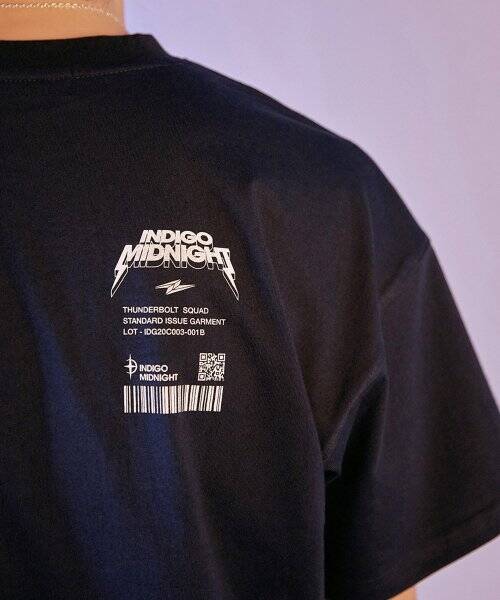 INDIGO
MIDNIGHT
THUNDERBOLT SQUAD
STANDARD ISSUE GARMENT
LOT - IDG20C003-001B
INDIGO
MIDNIGHT